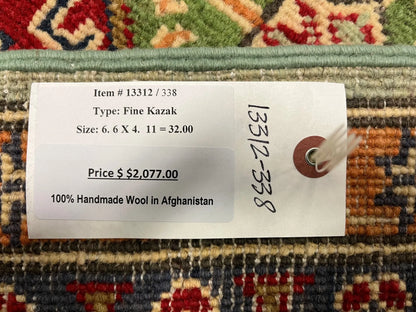 Item # 13312 / 338
Type: Fine Kazak
Size: 6. 6 X 4.  11 = 32.00
Price $ $2,077.00
100% Handmade Wool in Afghanistan
13312-338